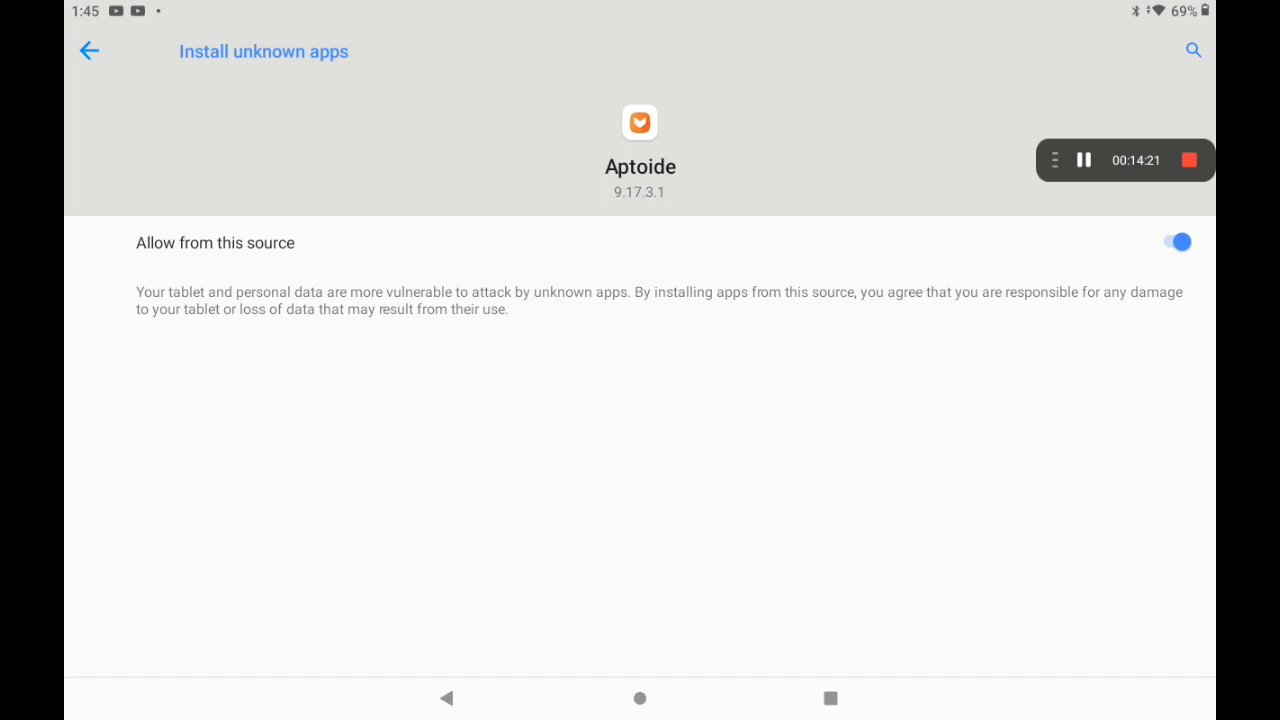 1:45
69%
Install unknown apps
Aptoide
00:14:21
9.17.3.1
Allow from this source
Your tablet and personal data are more vulnerable to attack by unknown apps. By installing apps from this source, you agree that you are responsible for any damage
to your tablet or loss of data that may result from their use.